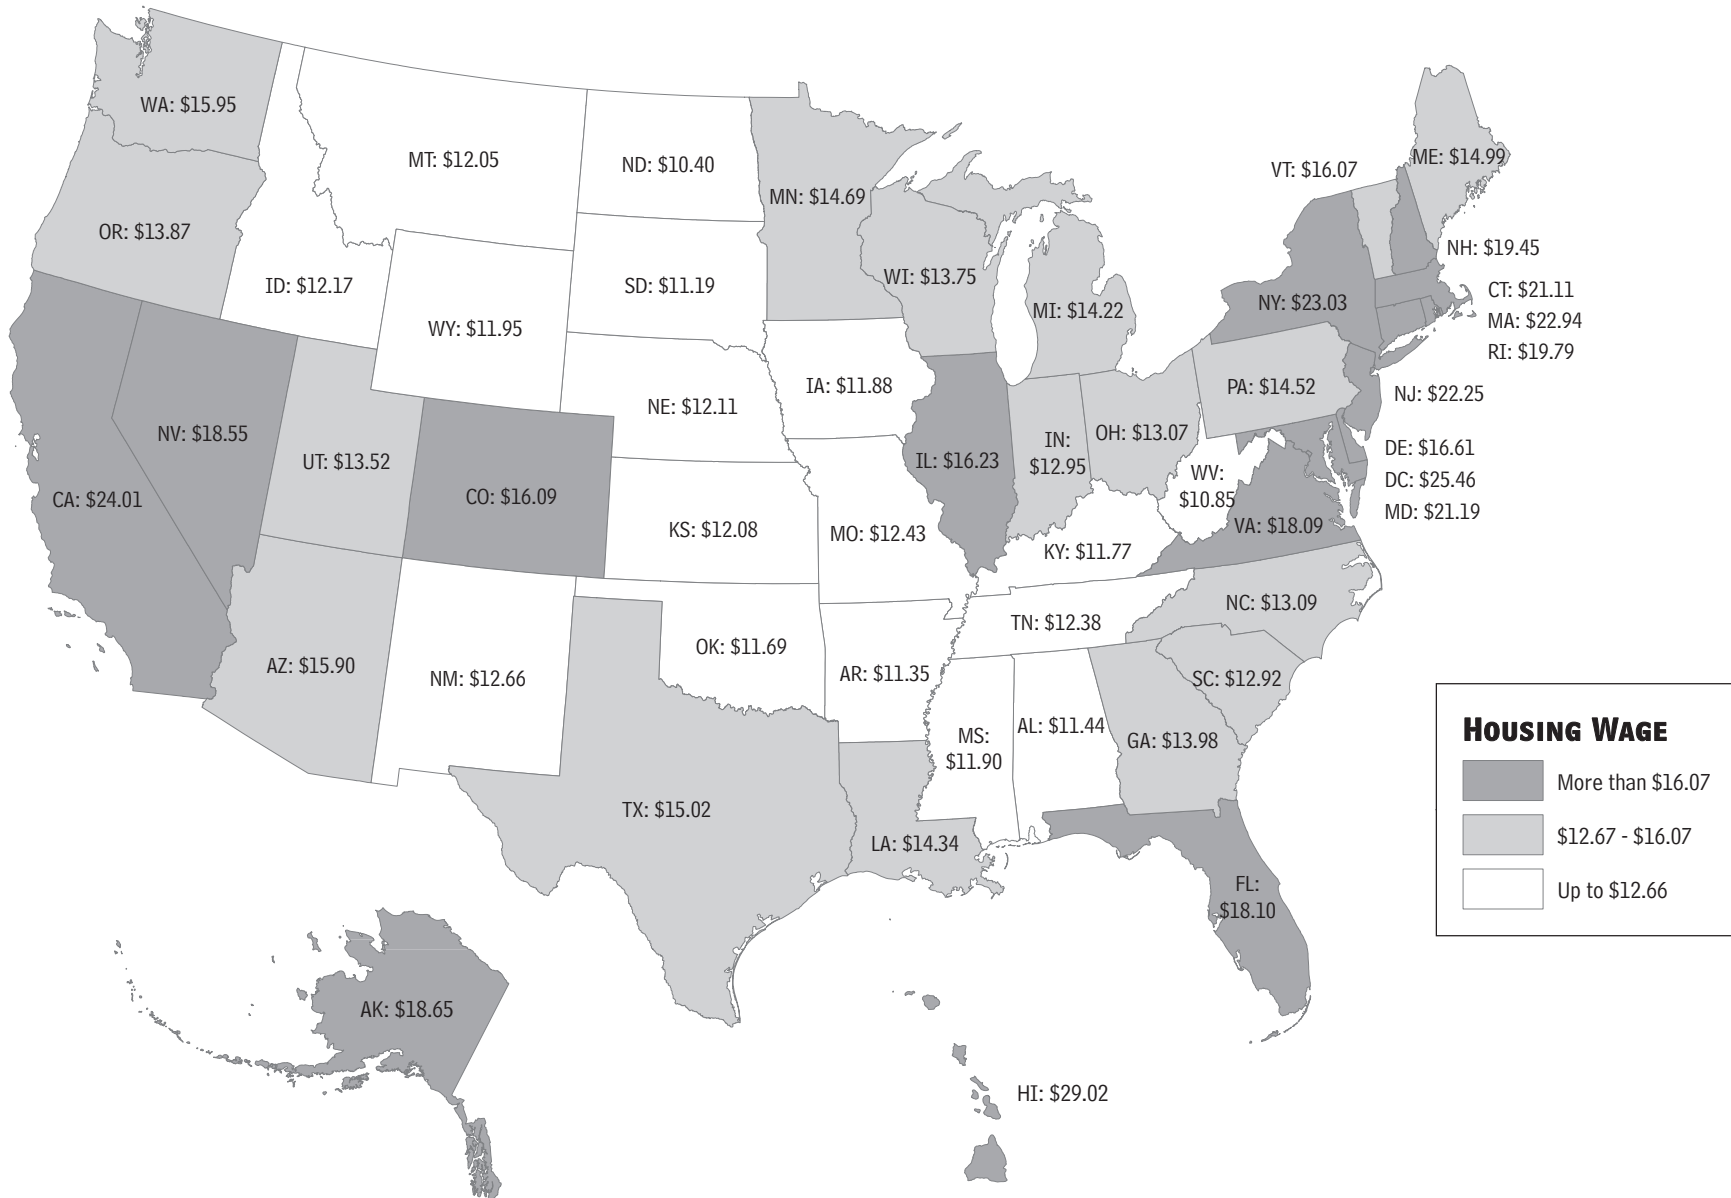 WA: $15.95
MT: $12.05
ND: $10.40
MN: $14.69
VT: $16.07
ME: $14.99
OR: $13.87
ID: $12.17
WY: $11.95
SD: $11.19
WI: $13.75
MI: $14.22
NY: $23.03
NH: $19.45
CT: $21.11
MA: $22.94
RI: $19.79
NE: $12.11
IA: $11.88
PA: $14.52
NJ: $22.25
NV: $18.55
UT: $13.52
CA: $24.01
CO: $16.09
KS: $12.08
MO: $12.43
IL: $16.23
IN:
$12.95
OH: $13.07
WV:
$10.85
VA: $18.09
DE: $16.61
DC: $25.46
MD: $21.19
KY: $11.77
TN: $12.38
NC: $13.09
AZ: $15.90
NM: $12.66
OK: $11.69
AR: $11.35
SC: $12.92
MS:
$11.90
AL: $11.44
GA: $13.98
TX: $15.02
LA: $14.34
FL:
$18.10
AK: $18.65
HI: $29.02
HOUSING WAGE
More than $16.07
$12.67 - $16.07
Up to $12.66